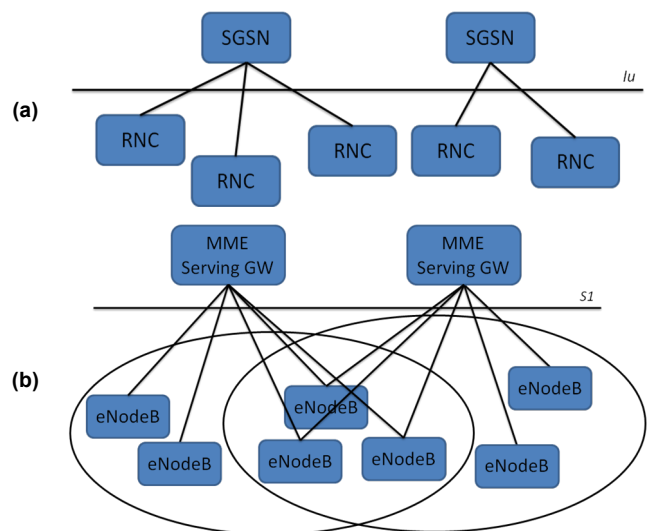 SGSN
SGSN
Iu
(a)
RNC
RNC
RNC
RNC
RNC
MME
Serving GW
MME
Serving GW
S1
(b)
eNodeB
eNodeB
eNodeB
eNodeB
eNodeB
eNodeB
eNodeB